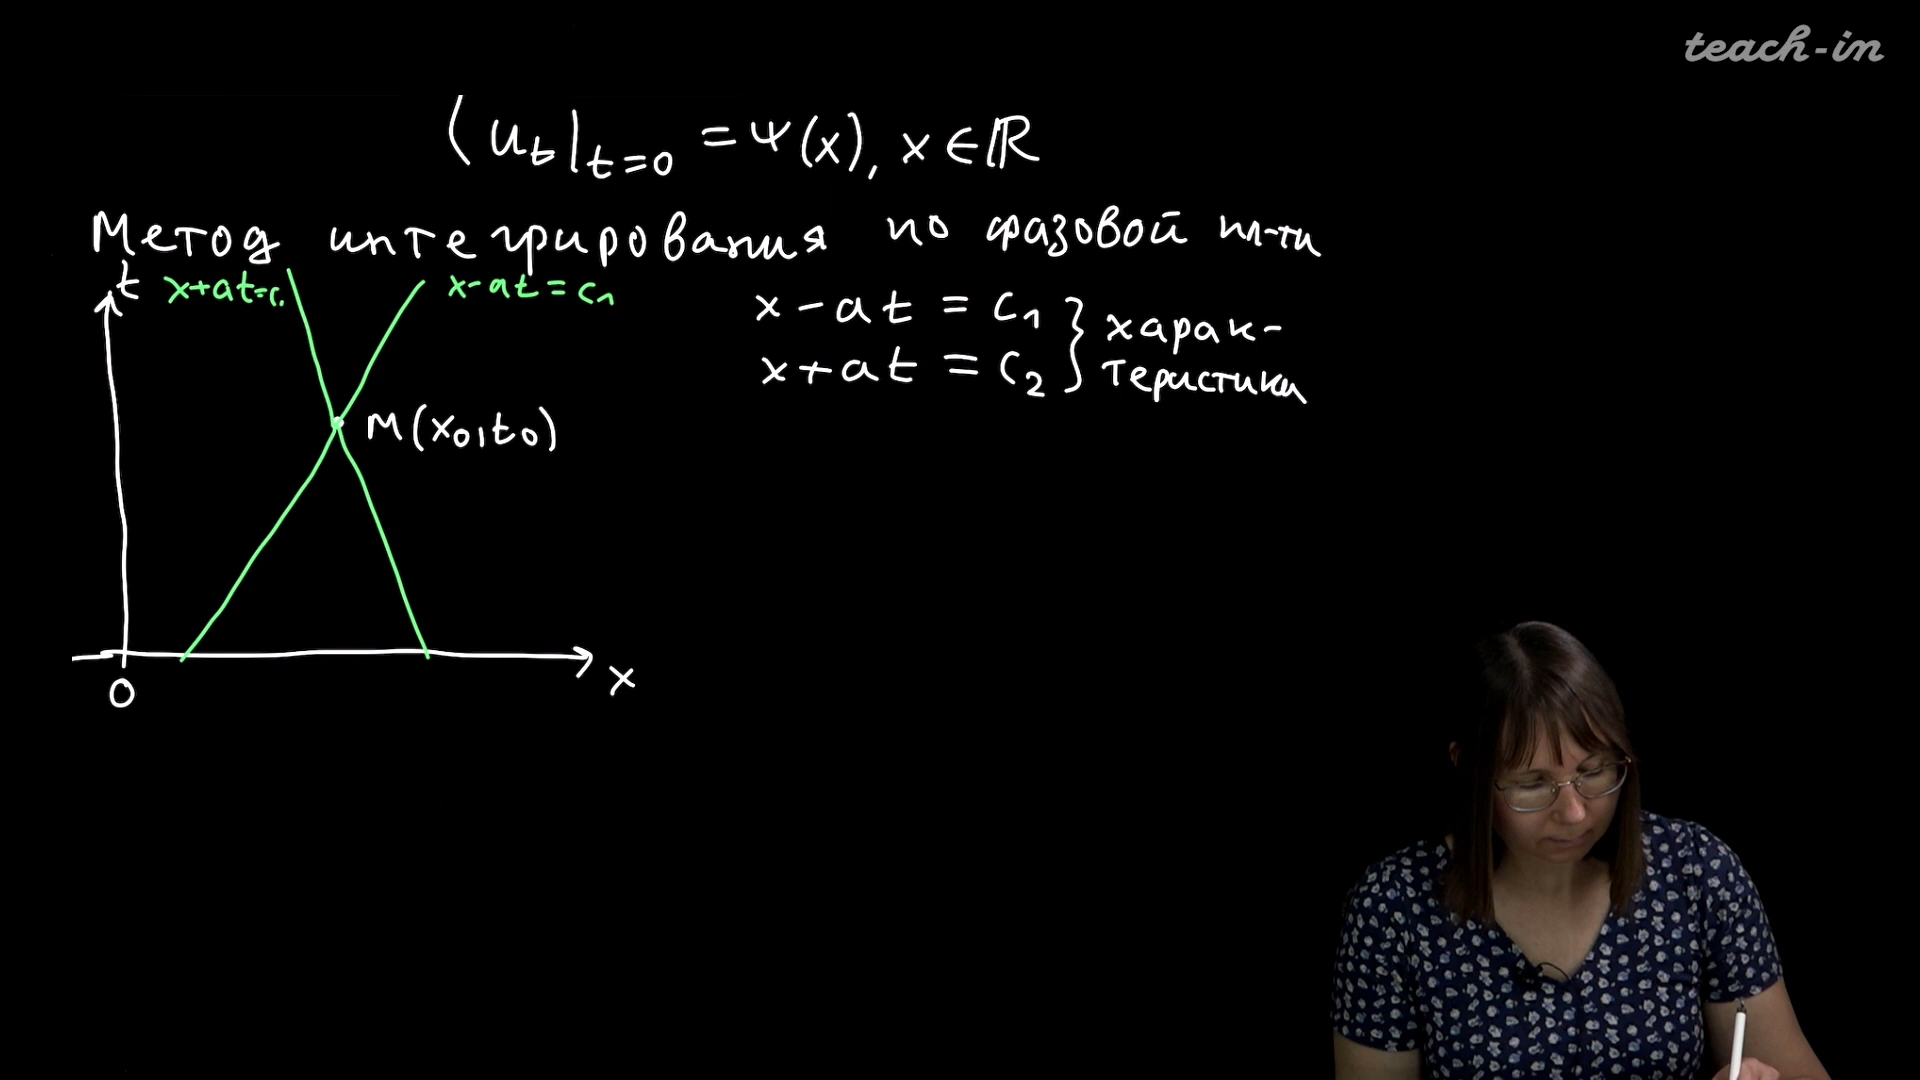 teach-in
( u_t|_{t=0} = Ψ(x), x ∈ ℝ
Метод интегрирования по фазовой пл-ти
t x+at=c. x-at=c₁
x-at=c₁ } харак-
x+at=c₂ } теристики
M(x₀,t₀)
0 x